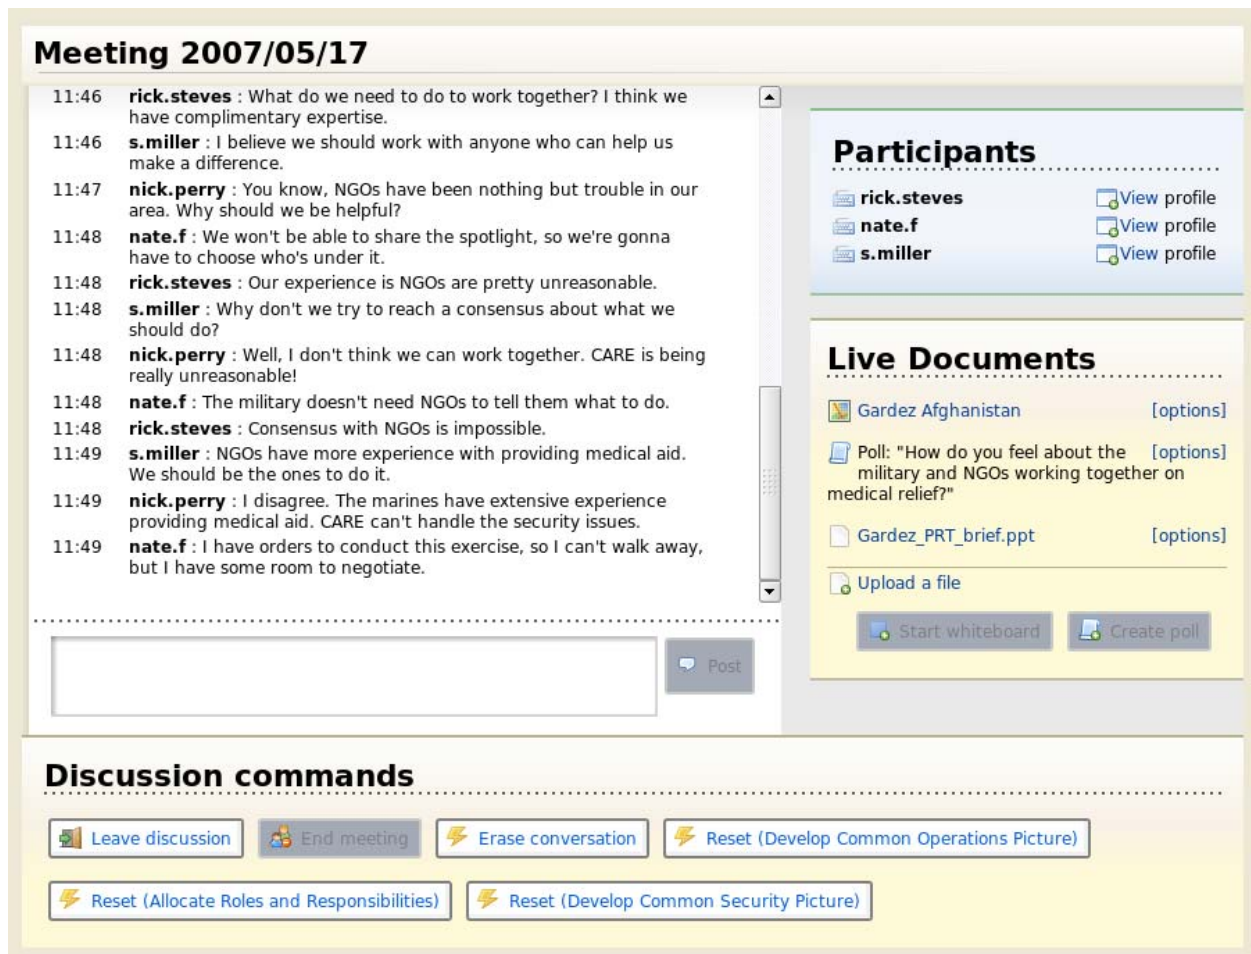 Meeting 2007/05/17
11:46 rick.steves : What do we need to do to work together? I think we
have complimentary expertise.
11:46 s.miller : I believe we should work with anyone who can help us
make a difference.
11:47 nick.perry : You know, NGOs have been nothing but trouble in our
area. Why should we be helpful?
11:48 nate.f : We won't be able to share the spotlight, so we're gonna
have to choose who's under it.
11:48 rick.steves : Our experience is NGOs are pretty unreasonable.
11:48 s.miller : Why don't we try to reach a consensus about what we
should do?
11:48 nick.perry : Well, I don't think we can work together. CARE is being
really unreasonable!
11:48 nate.f : The military doesn't need NGOs to tell them what to do.
11:48 rick.steves : Consensus with NGOs is impossible.
11:49 s.miller : NGOs have more experience with providing medical aid.
We should be the ones to do it.
11:49 nick.perry : I disagree. The marines have extensive experience
providing medical aid. CARE can't handle the security issues.
11:49 nate.f : I have orders to conduct this exercise, so I can't walk away,
but I have some room to negotiate.
Post
Participants
rick.steves View profile
nate.f View profile
s.miller View profile
Live Documents
Gardez Afghanistan [options]
Poll: "How do you feel about the [options]
military and NGOs working together on
medical relief?"
Gardez_PRT_brief.ppt [options]
Upload a file
Start whiteboard Create poll
Discussion commands
Leave discussion End meeting Erase conversation Reset (Develop Common Operations Picture)
Reset (Allocate Roles and Responsibilities) Reset (Develop Common Security Picture)